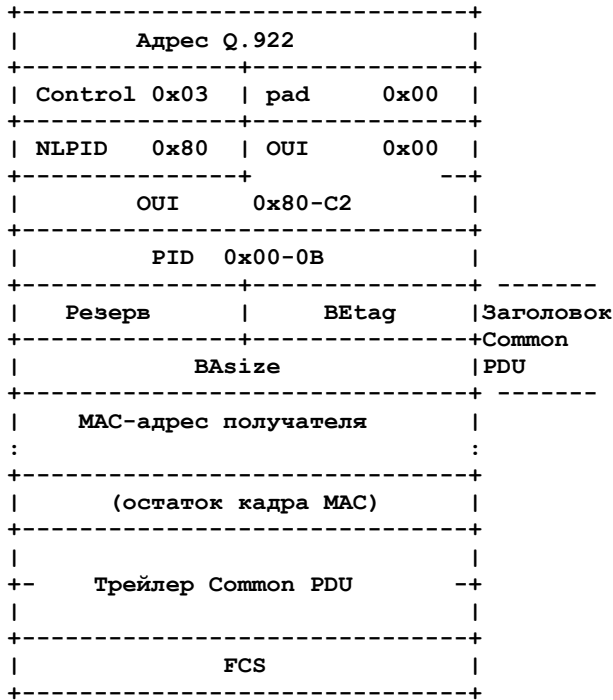 Адрес Q.922
Control 0x03 | pad 0x00
NLPID 0x80 | OUI 0x00
OUI 0x80-C2
PID 0x00-0B
Резерв | BEtag | Заголовок
Common
BAsize | PDU
MAC-адрес получателя
: :
(остаток кадра MAC)
Трейлер Common PDU
FCS